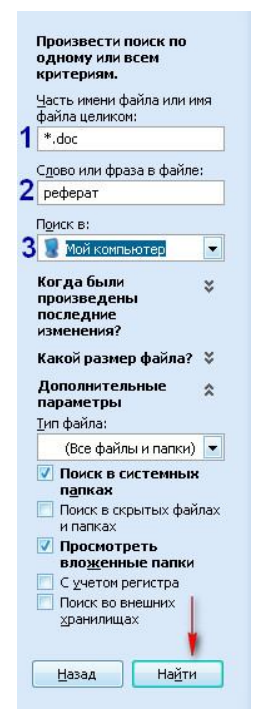 Произвести поиск по
одному или всем
критериям.
Часть имени файла или имя
файла целиком:
1 *.doc
Слово или фраза в файле:
2 реферат
Поиск в:
3 Мой компьютер
Когда были
произведены
последние
изменения?
Какой размер файла?
Дополнительные
параметры
Тип файла:
(Все файлы и папки)
Поиск в системных
папках
Поиск в скрытых файлах
и папках
Просмотреть
вложенные папки
С учетом регистра
Поиск во внешних
хранилищах
Назад Найти